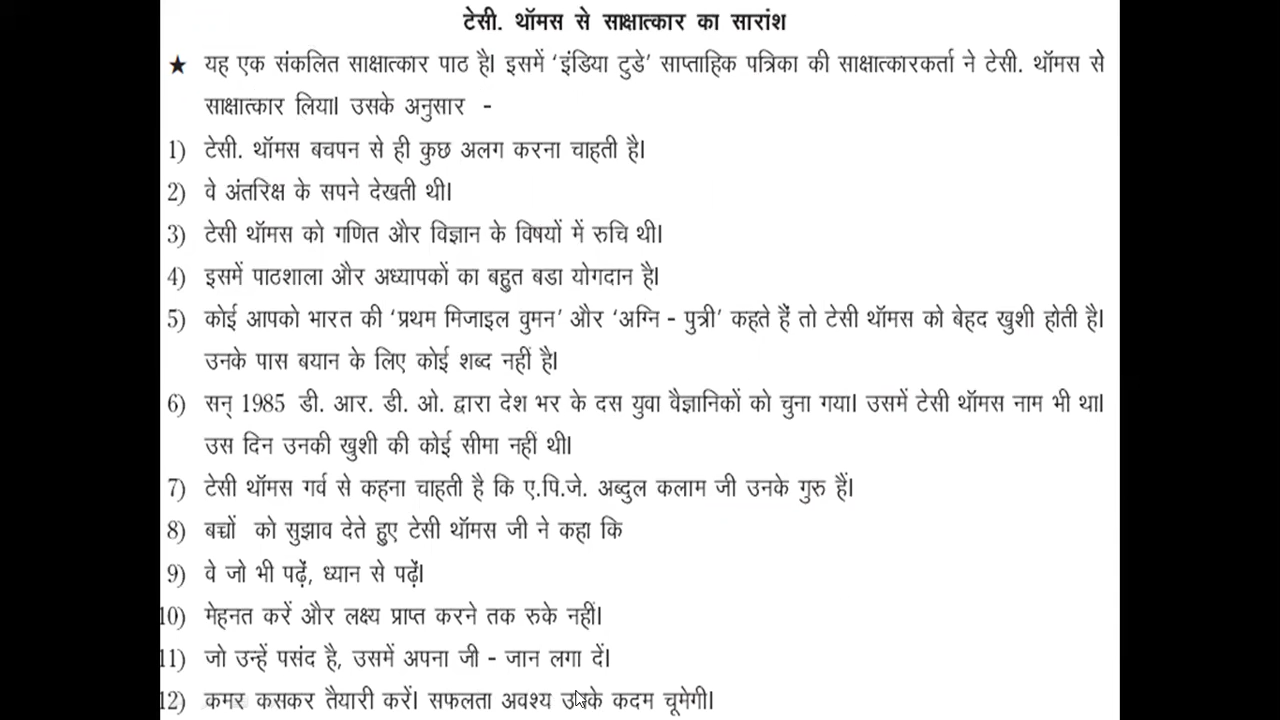 टेसी. थॉमस से साक्षात्कार का सारांश
★ यह एक संकलित साक्षात्कार पाठ है। इसमें ‘इंडिया टुडे’ साप्ताहिक पत्रिका की साक्षात्कारकर्ता ने टेसी. थॉमस से
साक्षात्कार लिया। उसके अनुसार -
1) टेसी. थॉमस बचपन से ही कुछ अलग करना चाहती है।
2) वे अंतरिक्ष के सपने देखती थी।
3) टेसी थॉमस को गणित और विज्ञान के विषयों में रुचि थी।
4) इसमें पाठशाला और अध्यापकों का बहुत बडा योगदान है।
5) कोई आपको भारत की ‘प्रथम मिजाइल वुमन’ और ‘अग्नि - पुत्री’ कहते हैं तो टेसी थॉमस को बेहद खुशी होती है।
उनके पास बयान के लिए कोई शब्द नहीं है।
6) सन् 1985 डी. आर. डी. ओ. द्वारा देश भर के दस युवा वैज्ञानिकों को चुना गया। उसमें टेसी थॉमस नाम भी था।
उस दिन उनकी खुशी की कोई सीमा नहीं थी।
7) टेसी थॉमस गर्व से कहना चाहती है कि ए.पि.जे. अब्दुल कलाम जी उनके गुरु हैं।
8) बच्चों को सुझाव देते हुए टेसी थॉमस जी ने कहा कि
9) वे जो भी पढ़ें, ध्यान से पढ़ें।
10) मेहनत करें और लक्ष्य प्राप्त करने तक रुके नहीं।
11) जो उन्हें पसंद है, उसमें अपना जी - जान लगा दें।
12) कमर कसकर तैयारी करें। सफलता अवश्य उनके कदम चूमेगी।